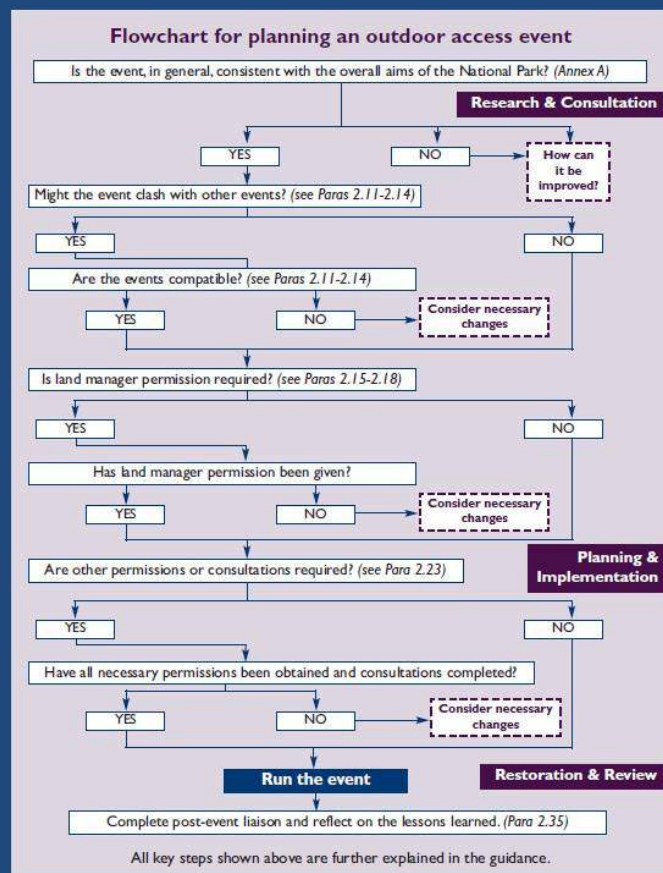 Flowchart for planning an outdoor access event
Is the event, in general, consistent with the overall aims of the National Park? (Annex A)
Research & Consultation
YES
NO
How can
it be
improved?
Might the event clash with other events? (see Paras 2.11-2.14)
YES
NO
Are the events compatible? (see Paras 2.11-2.14)
YES
NO
Consider necessary
changes
Is land manager permission required? (see Paras 2.15-2.18)
YES
NO
Has land manager permission been given?
YES
NO
Consider necessary
changes
Planning &
Implementation
Are other permissions or consultations required? (see Para 2.23)
YES
NO
Have all necessary permissions been obtained and consultations completed?
YES
NO
Consider necessary
changes
Run the event
Restoration & Review
Complete post-event liaison and reflect on the lessons learned. (Para 2.35)
All key steps shown above are further explained in the guidance.